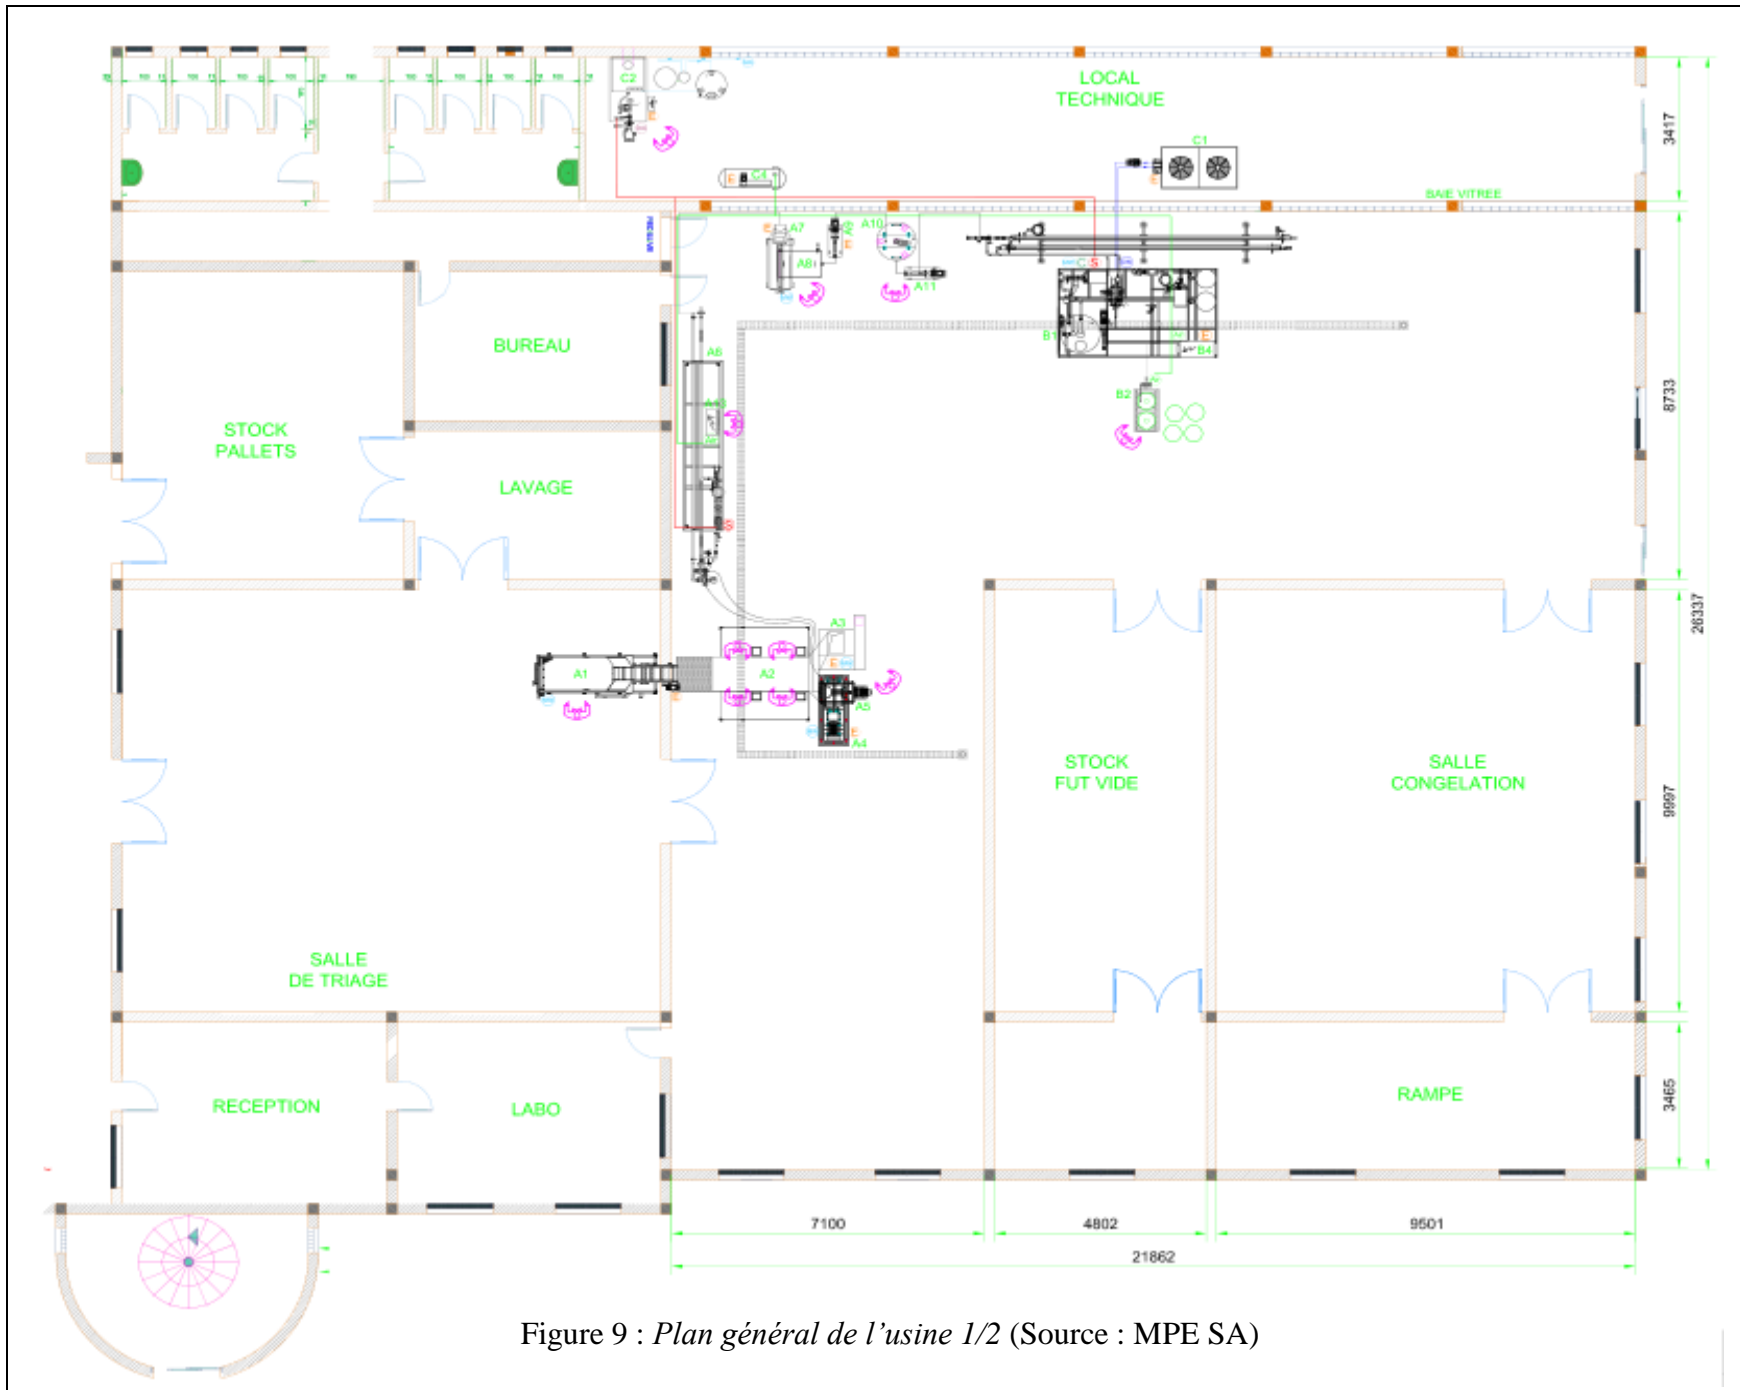 C2
LOCAL
TECHNIQUE
3417
C1
E
C4
BAIE VITREE
A7
A9
A10
E
E
A8
A11
C
S
A6
B1
E
B4
BUREAU
B2
8733
STOCK
PALLETS
LAVAGE
S
26337
A3
E
A1
A2
A5
E
A4
STOCK
FUT VIDE
SALLE
CONGELATION
9997
SALLE
DE TRIAGE
RECEPTION
LABO
RAMPE
3465
7100
4802
9501
21862
Figure 9 : Plan général de l’usine 1/2 (Source : MPE SA)